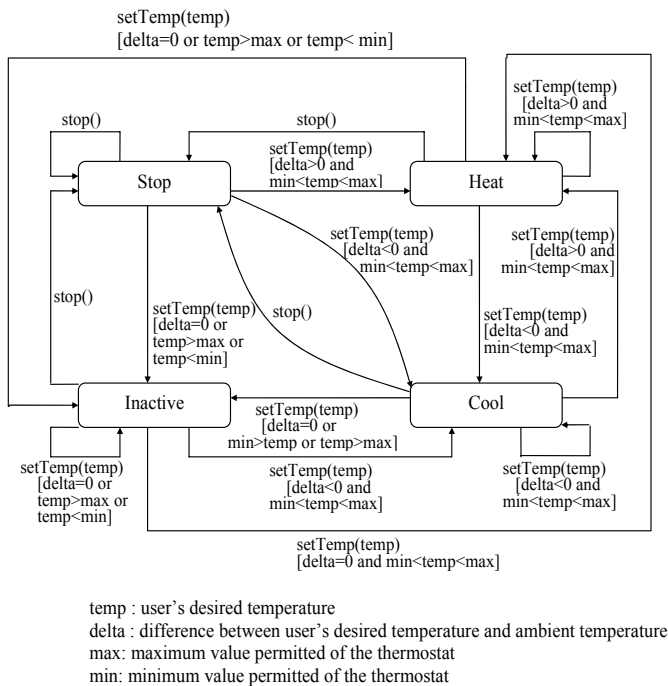 setTemp(temp)
[delta=0 or temp>max or temp< min]
stop()
stop()
setTemp(temp)
[delta>0 and
min<temp<max]
setTemp(temp)
[delta>0 and
min<temp<max]
Stop
Heat
setTemp(temp)
[delta<0 and
min<temp<max]
setTemp(temp)
[delta>0 and
min<temp<max]
stop()
setTemp(temp)
[delta=0 or
temp>max or
temp<min]
stop()
setTemp(temp)
[delta<0 and
min<temp<max]
Inactive
Cool
setTemp(temp)
[delta=0 or
min>temp or temp>max]
setTemp(temp)
[delta=0 or
temp>max or
temp<min]
setTemp(temp)
[delta<0 and
min<temp<max]
setTemp(temp)
[delta<0 and
min<temp<max]
setTemp(temp)
[delta=0 and min<temp<max]
temp : user's desired temperature
delta : difference between user's desired temperature and ambient temperature
max: maximum value permitted of the thermostat
min: minimum value permitted of the thermostat